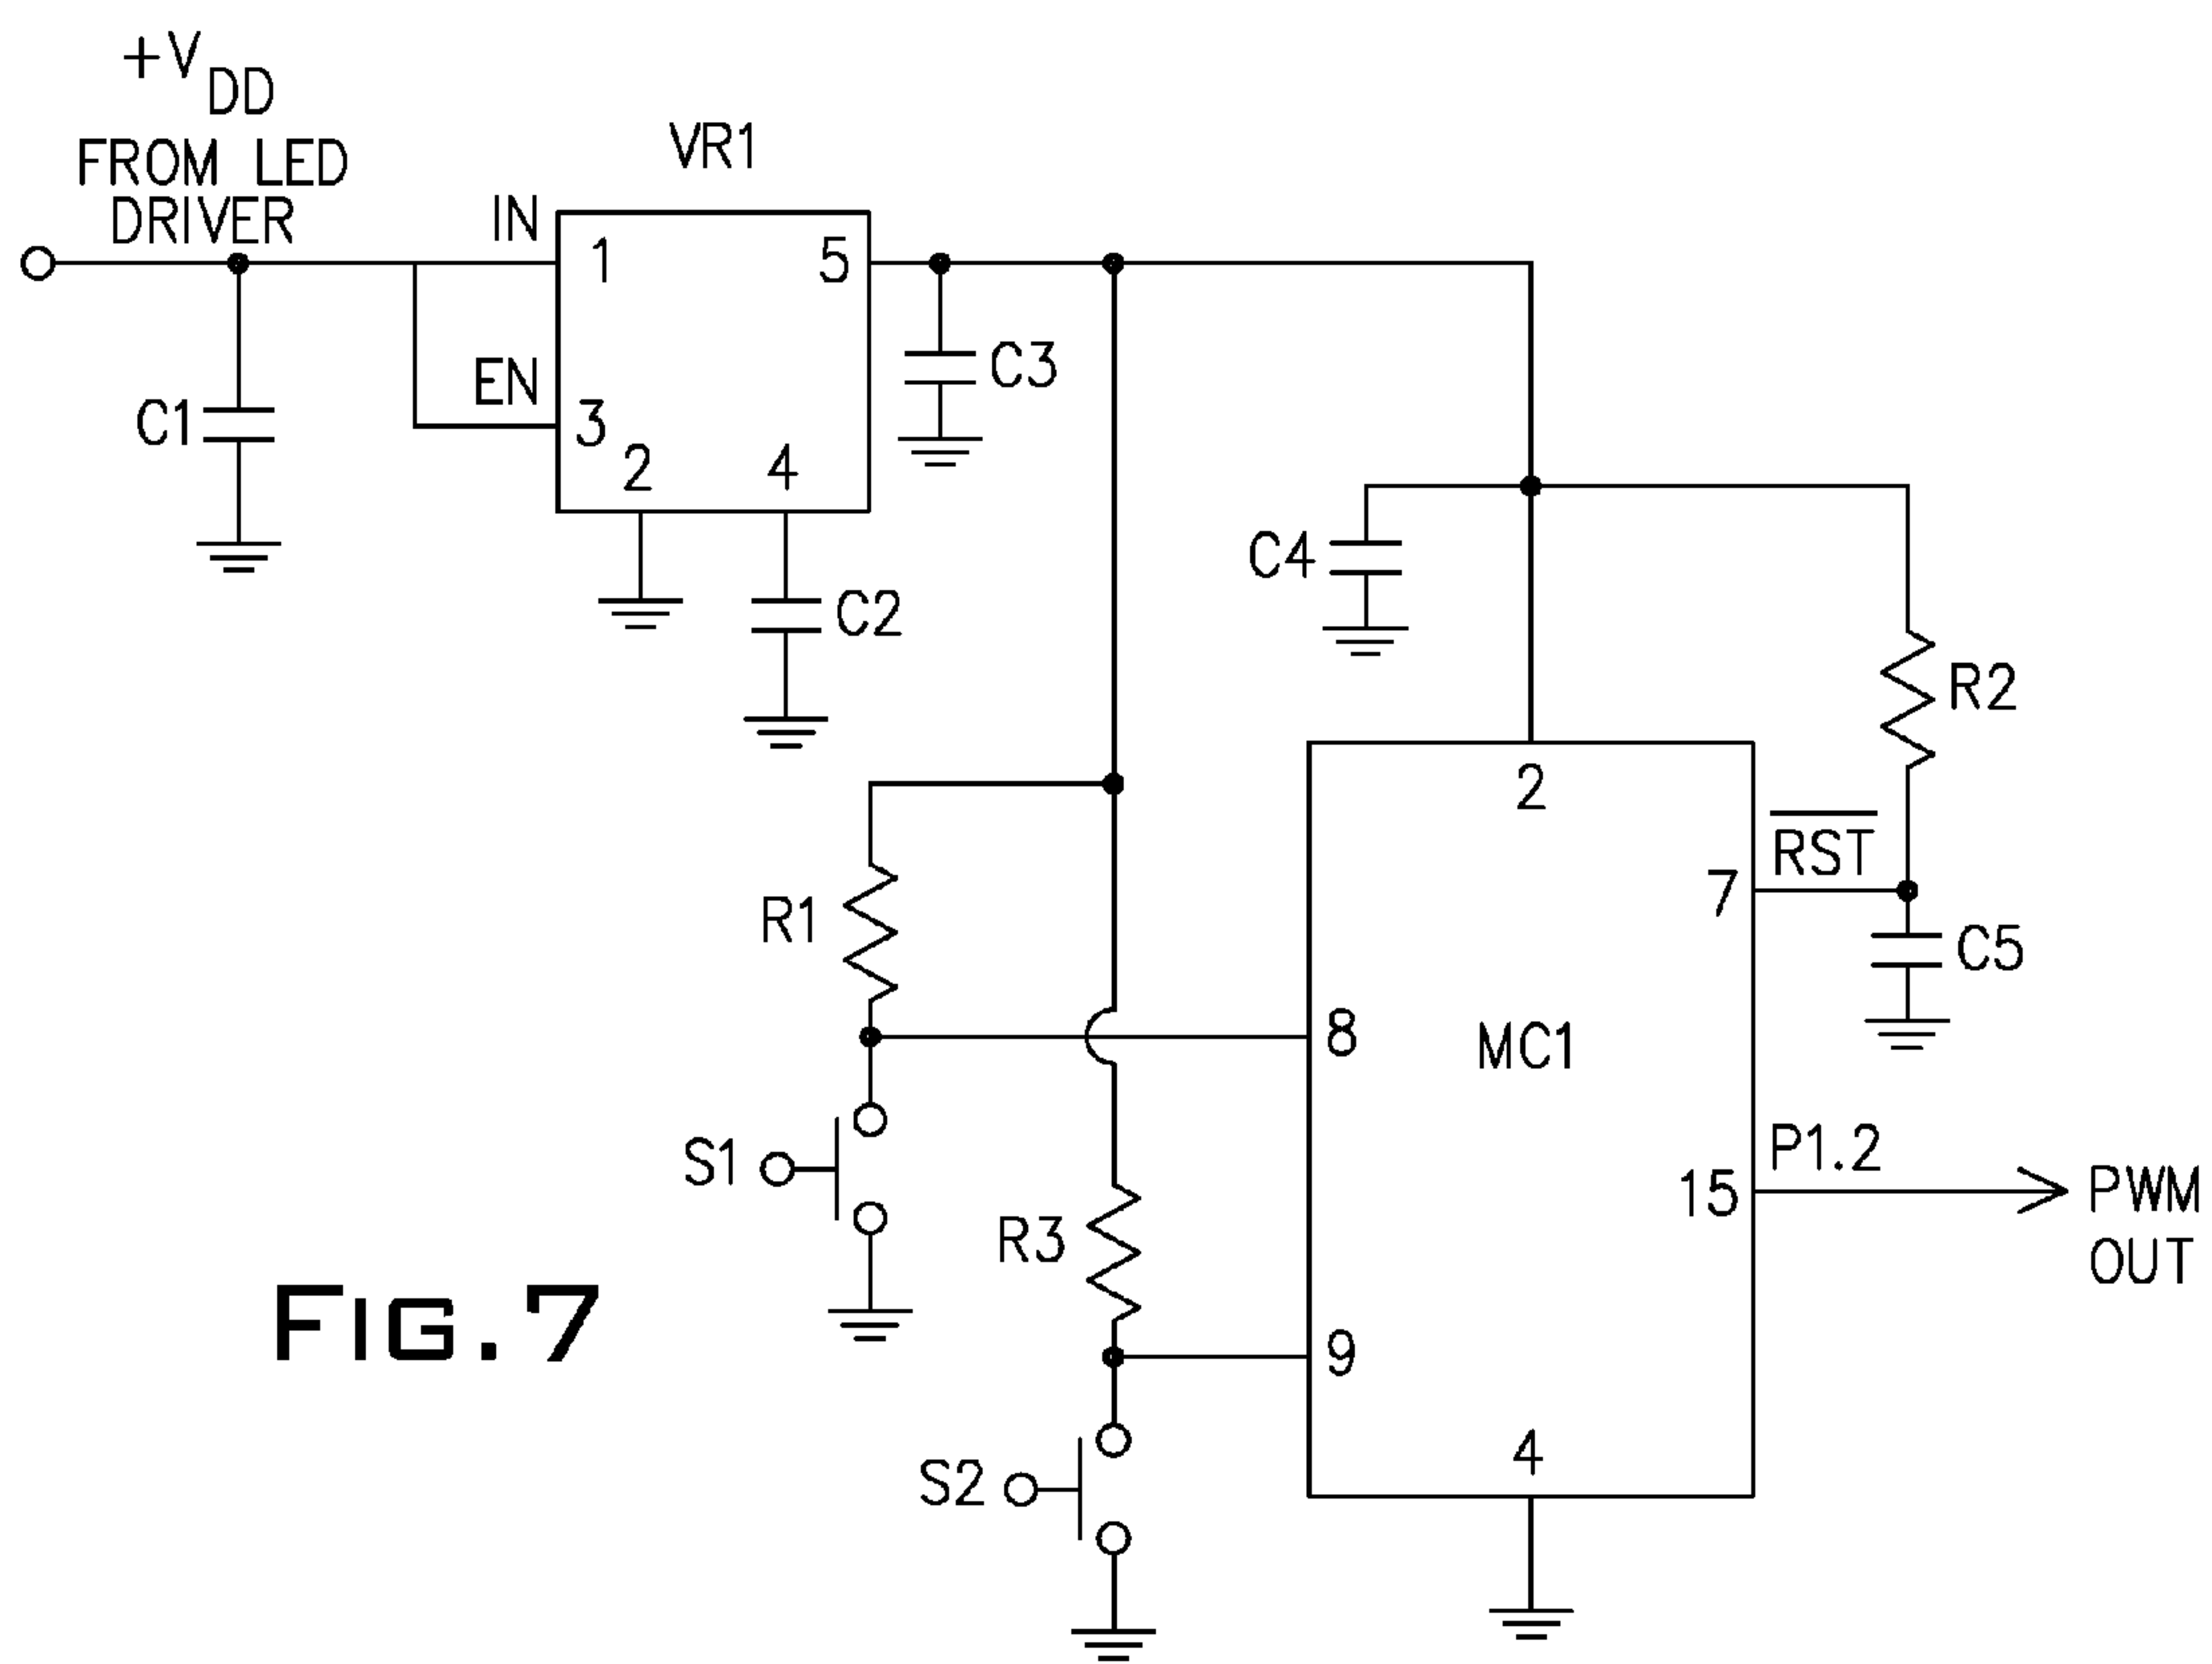 +VDD
FROM LED
DRIVER
VR1
IN
1
5
EN
3
2
4
C1
C2
C3
C4
R2
2
RST
7
C5
R1
8
MC1
S1
P1.2
15
PWM
OUT
R3
9
S2
4
FIG. 7